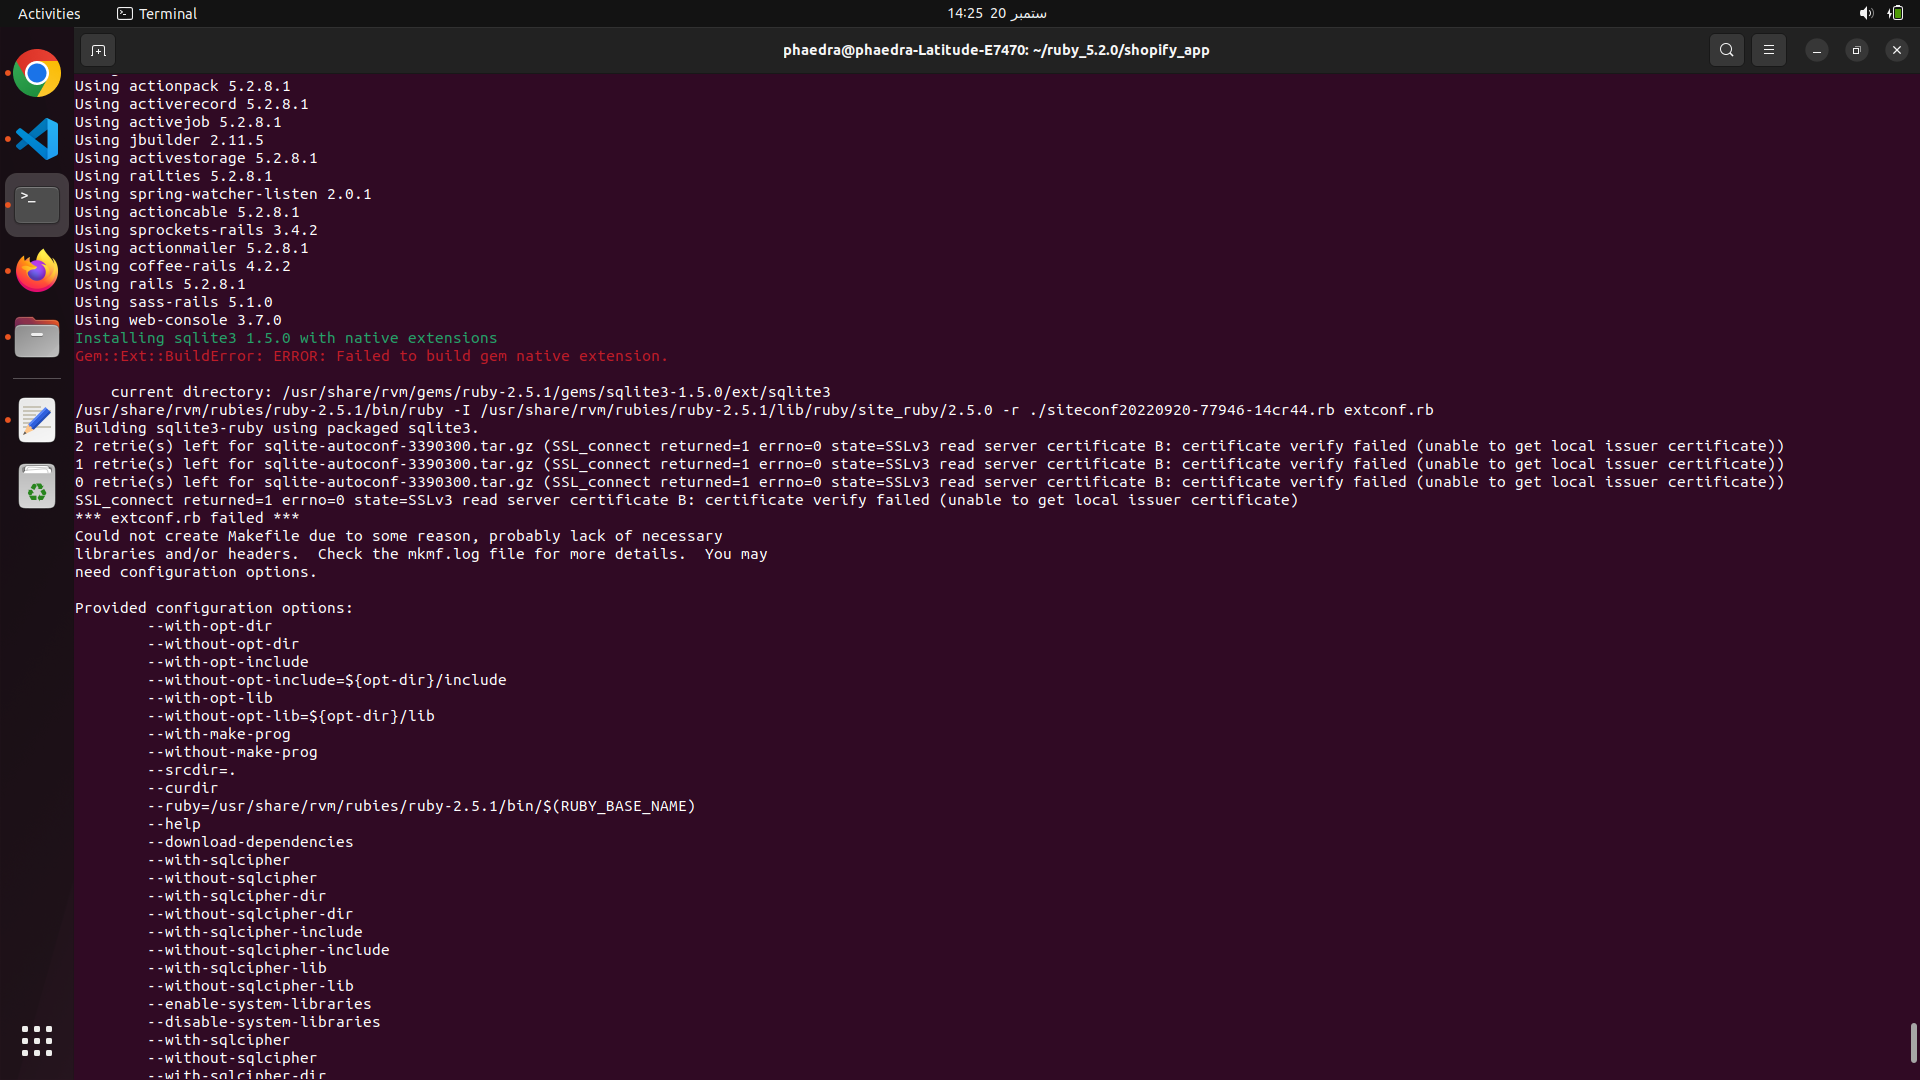 Activities
Terminal
14:25 20 ستمبر
phaedra@phaedra-Latitude-E7470: ~/ruby_5.2.0/shopify_app
Using actionpack 5.2.8.1
Using activerecord 5.2.8.1
Using activejob 5.2.8.1
Using jbuilder 2.11.5
Using activestorage 5.2.8.1
Using railties 5.2.8.1
Using spring-watcher-listen 2.0.1
Using actioncable 5.2.8.1
Using sprockets-rails 3.4.2
Using actionmailer 5.2.8.1
Using coffee-rails 4.2.2
Using rails 5.2.8.1
Using sass-rails 5.1.0
Using web-console 3.7.0
Installing sqlite3 1.5.0 with native extensions
Gem::Ext::BuildError: ERROR: Failed to build gem native extension.
current directory: /usr/share/rvm/gems/ruby-2.5.1/gems/sqlite3-1.5.0/ext/sqlite3
/usr/share/rvm/rubies/ruby-2.5.1/bin/ruby -I /usr/share/rvm/rubies/ruby-2.5.1/lib/ruby/site_ruby/2.5.0 -r ./siteconf20220920-77946-14cr44.rb extconf.rb
Building sqlite3-ruby using packaged sqlite3.
2 retrie(s) left for sqlite-autoconf-3390300.tar.gz (SSL_connect returned=1 errno=0 state=SSLv3 read server certificate B: certificate verify failed (unable to get local issuer certificate))
1 retrie(s) left for sqlite-autoconf-3390300.tar.gz (SSL_connect returned=1 errno=0 state=SSLv3 read server certificate B: certificate verify failed (unable to get local issuer certificate))
0 retrie(s) left for sqlite-autoconf-3390300.tar.gz (SSL_connect returned=1 errno=0 state=SSLv3 read server certificate B: certificate verify failed (unable to get local issuer certificate))
SSL_connect returned=1 errno=0 state=SSLv3 read server certificate B: certificate verify failed (unable to get local issuer certificate)
*** extconf.rb failed ***
Could not create Makefile due to some reason, probably lack of necessary
libraries and/or headers.  Check the mkmf.log file for more details.  You may
need configuration options.
Provided configuration options:
--with-opt-dir
--without-opt-dir
--with-opt-include
--without-opt-include=${opt-dir}/include
--with-opt-lib
--without-opt-lib=${opt-dir}/lib
--with-make-prog
--without-make-prog
--srcdir=.
--curdir
--ruby=/usr/share/rvm/rubies/ruby-2.5.1/bin/$(RUBY_BASE_NAME)
--help
--download-dependencies
--with-sqlcipher
--without-sqlcipher
--with-sqlcipher-dir
--without-sqlcipher-dir
--with-sqlcipher-include
--without-sqlcipher-include
--with-sqlcipher-lib
--without-sqlcipher-lib
--enable-system-libraries
--disable-system-libraries
--with-sqlcipher
--without-sqlcipher
--with-sqlcipher-dir